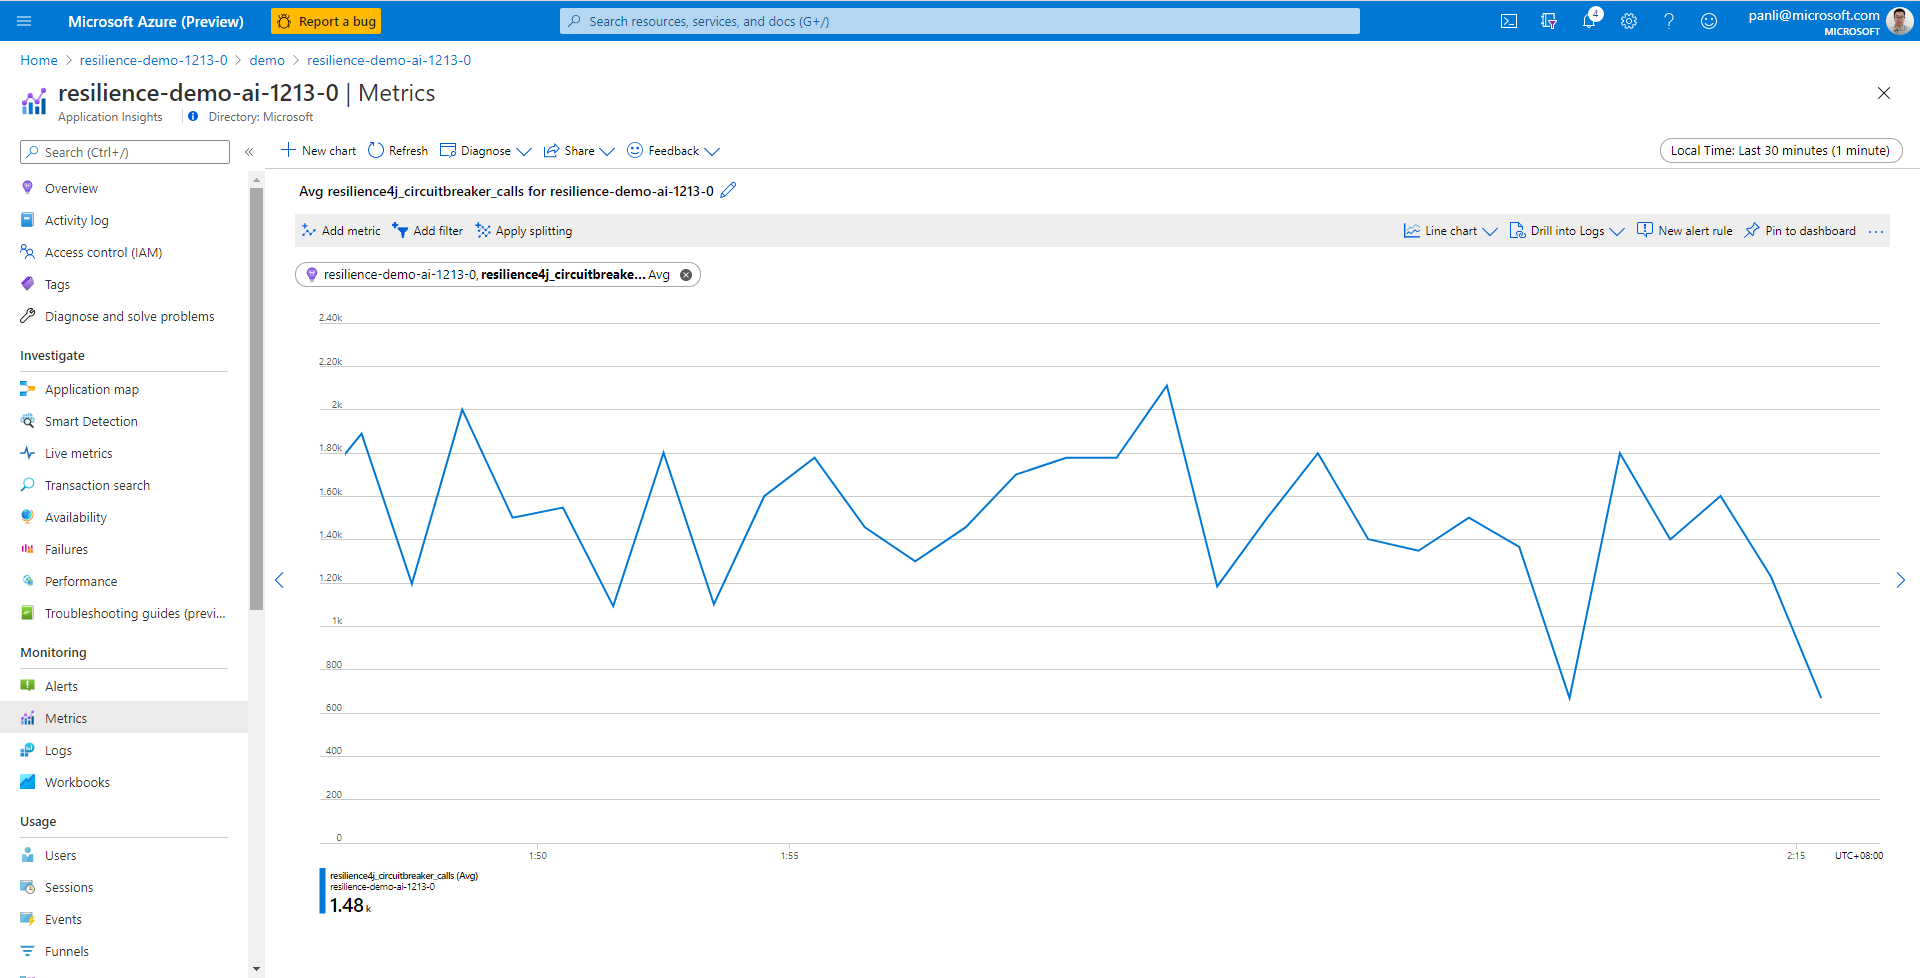 Microsoft Azure (Preview)
Report a bug
Search resources, services, and docs (G+/)
4
panli@microsoft.com
MICROSOFT
Home > resilience-demo-1213-0 > demo > resilience-demo-ai-1213-0
resilience-demo-ai-1213-0 | Metrics
Application Insights
Directory: Microsoft
Search (Ctrl+/)
«
New chart
Refresh
Diagnose
Share
Feedback
Local Time: Last 30 minutes (1 minute)
Overview
Activity log
Access control (IAM)
Tags
Diagnose and solve problems
Investigate
Application map
Smart Detection
Live metrics
Transaction search
Availability
Failures
Performance
Troubleshooting guides (previ...
Monitoring
Alerts
Metrics
Logs
Workbooks
Usage
Users
Sessions
Events
Funnels
Avg resilience4j_circuitbreaker_calls for resilience-demo-ai-1213-0
Add metric
Add filter
Apply splitting
Line chart
Drill into Logs
New alert rule
Pin to dashboard
...
resilience-demo-ai-1213-0, resilience4j_circuitbreake... Avg
2.40k
2.20k
2k
1.80k
1.60k
1.40k
1.20k
1k
800
600
400
200
0
1:50
1:55
2:15
UTC+08:00
resilience4j_circuitbreaker_calls (Avg)
resilience-demo-ai-1213-0
1.48 k